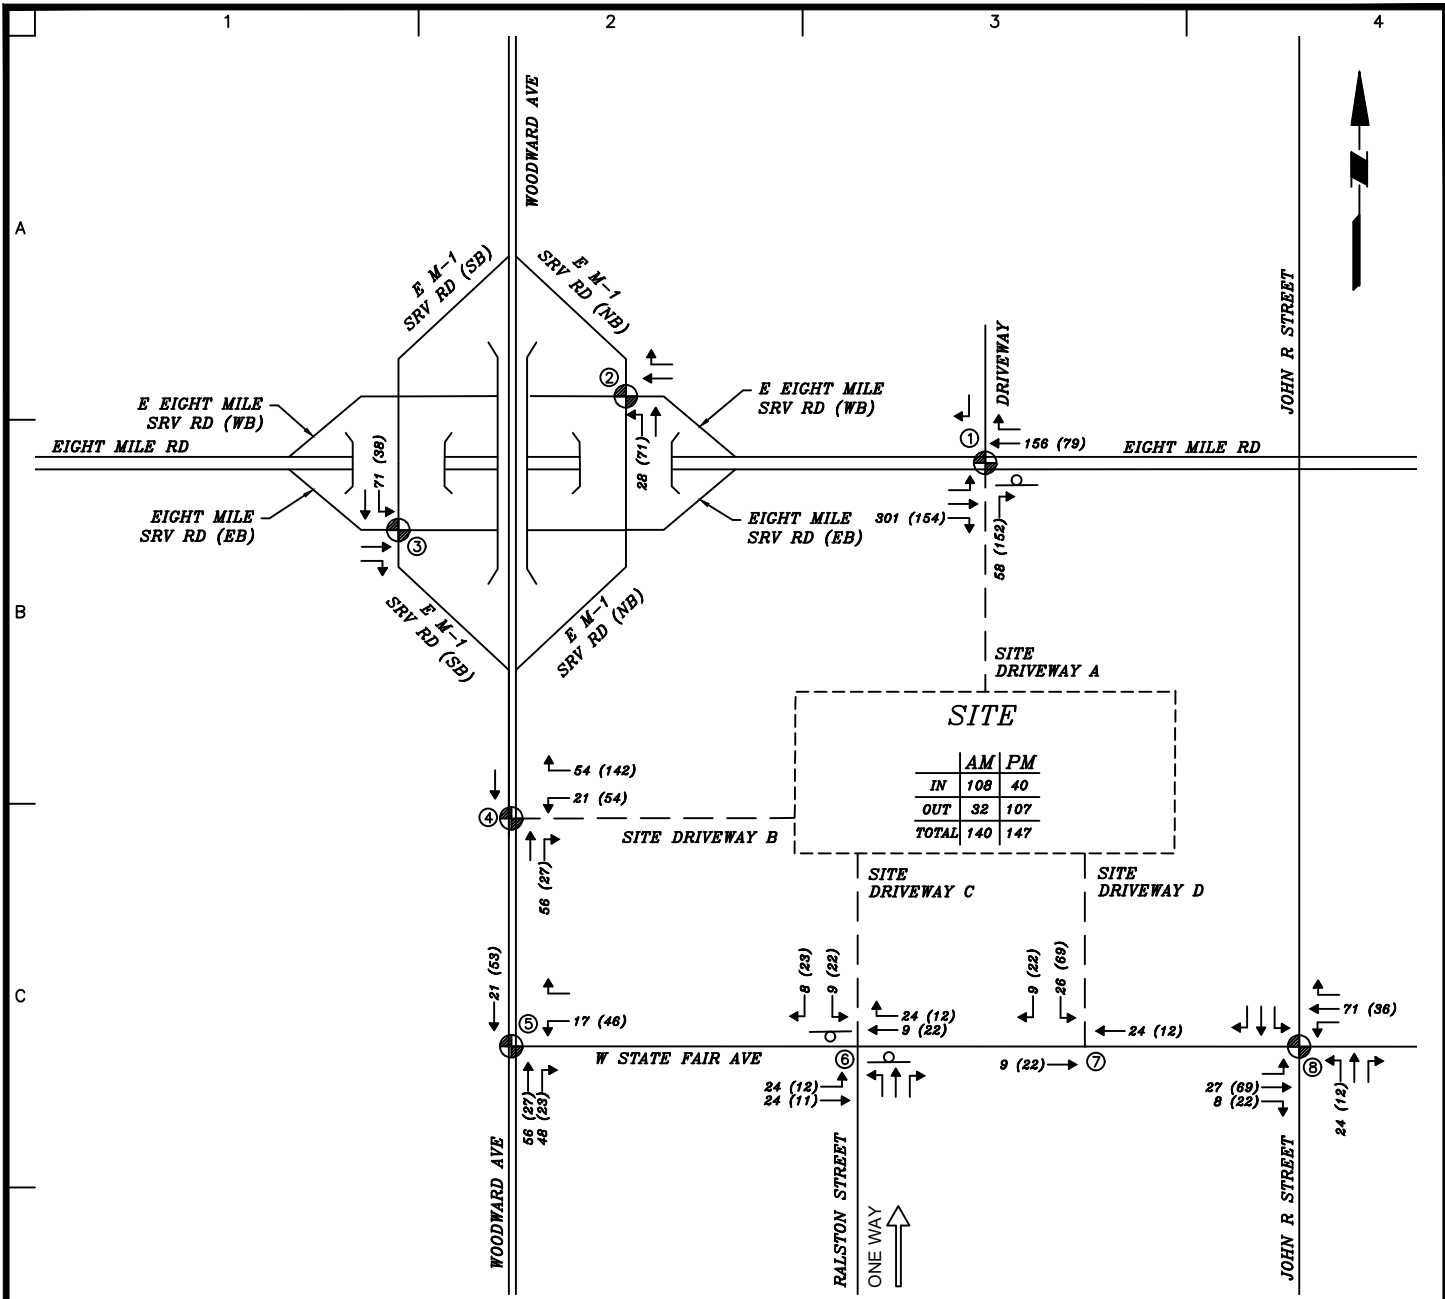 1 2 3 4
A
B
C
WOODWARD AVE
E M-1
SRV RD (SB)
E M-1
SRV RD (NB)
JOHN R STREET
DRIVEWAY
2
E EIGHT MILE
SRV RD (WB)
E EIGHT MILE
SRV RD (WB)
EIGHT MILE RD
1
156 (79)
EIGHT MILE RD
71 (38)
28 (71)
EIGHT MILE
SRV RD (EB)
3
EIGHT MILE
SRV RD (EB)
301 (154)
58 (152)
E M-1
SRV RD (SB)
E M-1
SRV RD (NB)
SITE
DRIVEWAY A
SITE
AM PM
IN 108 40
OUT 32 107
TOTAL 140 147
54 (142)
21 (54)
4
SITE DRIVEWAY B
56 (27)
SITE
DRIVEWAY C
SITE
DRIVEWAY D
21 (53)
8 (23)
9 (22)
9 (22)
26 (69)
5
17 (46)
24 (12)
9 (22)
24 (12)
71 (36)
W STATE FAIR AVE
6
9 (22)
7
8
56 (27)
48 (23)
24 (12)
24 (11)
27 (69)
8 (22)
24 (12)
WOODWARD AVE
RALSTON STREET
ONE WAY
JOHN R STREET